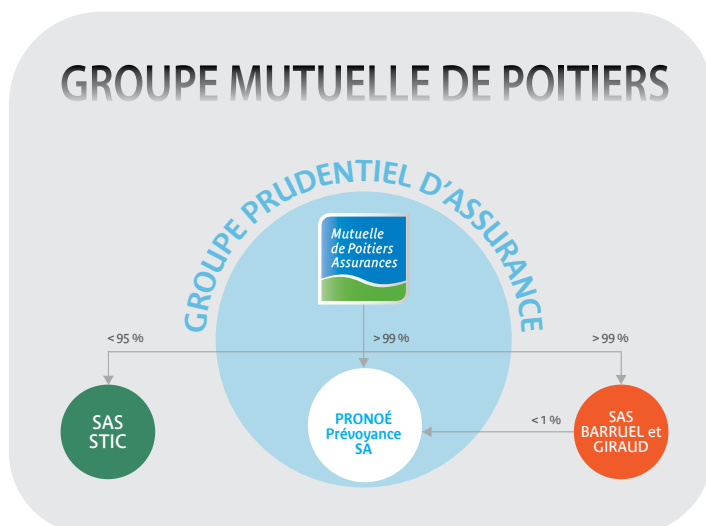 GROUPE MUTUELLE DE POITIERS
GROUPE PRUDENTIEL D'ASSURANCE
Mutuelle
de Poitiers
Assurances
<95 %
>99 %
>99 %
SAS
STIC
PRONOÉ
Prévoyance
SA
<1 %
SAS
BARRUEL et
GIRAUD